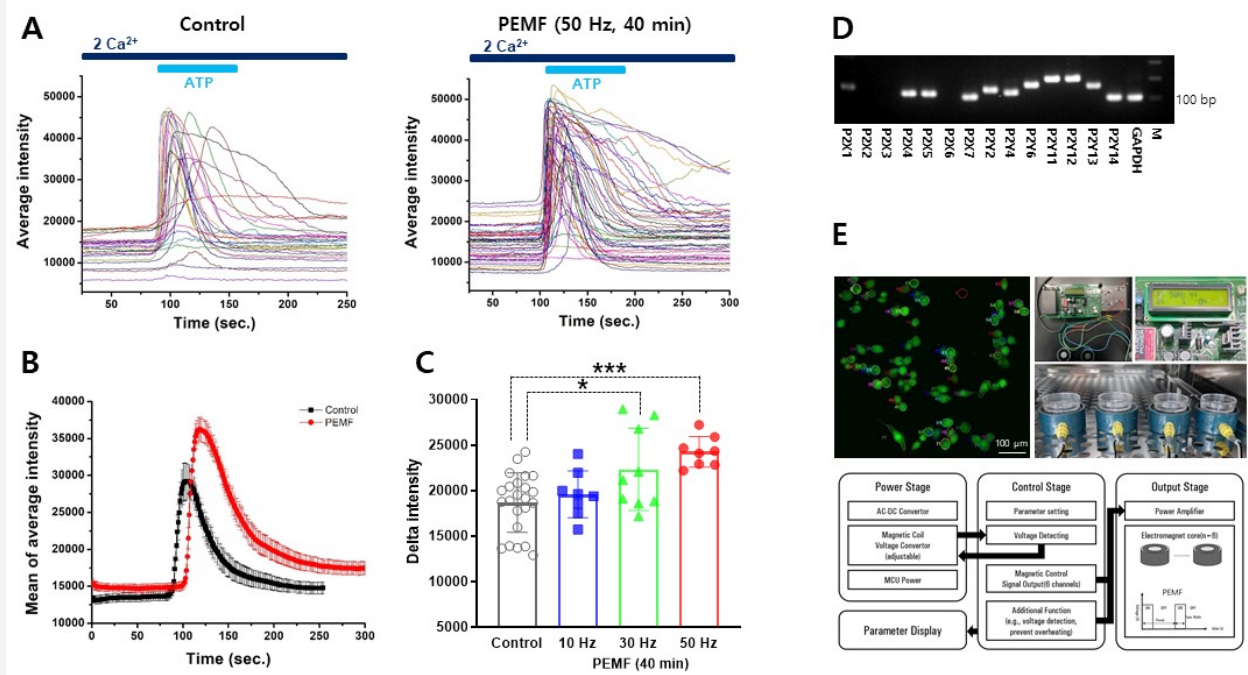 A
Control
2 Ca²⁺
ATP
50000
40000
30000
20000
10000
Average intensity
50
100
150
200
250
Time (sec.)
PEMF (50 Hz, 40 min)
2 Ca²⁺
ATP
50000
40000
30000
20000
10000
Average intensity
50
100
150
200
250
300
Time (sec.)
B
40000
35000
30000
25000
20000
15000
10000
Mean of average intensity
Control
PEMF
0
50
100
150
200
250
300
Time (sec.)
C
***
*
30000
25000
20000
15000
10000
5000
Delta intensity
Control
10 Hz
30 Hz
50 Hz
PEMF (40 min)
D
100 bp
P2X1
P2X2
P2X3
P2X4
P2X5
P2X6
P2X7
P2Y2
P2Y4
P2Y6
P2Y11
P2Y12
P2Y13
P2Y14
GAPDH
M
E
100 µm
Power Stage
AC-DC Convertor
Magnetic Coil
Voltage Convertor
(adjustable)
MCU Power
Parameter Display
Control Stage
Parameter setting
Voltage Detecting
Magnetic Control
Signal Output(6 channels)
Additional Function
(e.g., voltage detection,
prevent overheating)
Output Stage
Power Amplifier
Electromagnet core(n=6)
PEMF